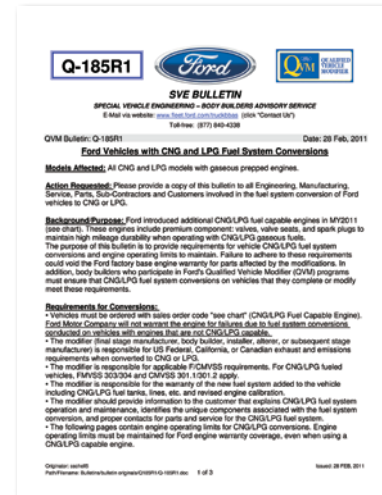 Q-185R1
Ford
QVM QUALIFIED
VEHICLE
MODIFIER
SVE BULLETIN
SPECIAL VEHICLE ENGINEERING – BODY BUILDERS ADVISORY SERVICE
E-Mail via website: www.fleet.ford.com/truckbbas (click "Contact Us")
Toll-free: (877) 840-4338
QVM Bulletin: Q-185R1 Date: 28 Feb, 2011
Ford Vehicles with CNG and LPG Fuel System Conversions
Models Affected: All CNG and LPG models with gaseous prepped engines.
Action Requested: Please provide a copy of this bulletin to all Engineering, Manufacturing,
Service, Parts, Sub-Contractors and Customers involved in the fuel system conversion of Ford
vehicles to CNG or LPG.
Background/Purpose: Ford introduced additional CNG/LPG fuel capable engines in MY2011
(see chart). These engines include premium component: valves, valve seats, and spark plugs to
maintain high mileage durability when operating with CNG/LPG gaseous fuels.
The purpose of this bulletin is to provide requirements for vehicle CNG/LPG fuel system
conversions and engine operating limits to maintain. Failure to adhere to these requirements
could void the Ford factory base engine warranty for parts affected by the modifications. In
addition, body builders who participate in Ford's Qualified Vehicle Modifier (QVM) programs
must ensure that CNG/LPG fuel system conversions on vehicles that they complete or modify
meet these requirements.
Requirements for Conversions:
• Vehicles must be ordered with sales order code "see chart" (CNG/LPG Fuel Capable Engine).
Ford Motor Company will not warrant the engine for failures due to fuel system conversions
conducted on vehicles with engines that are not CNG/LPG capable.
• The modifier (final stage manufacturer, body builder, installer, alterer, or subsequent stage
manufacturer) is responsible for US Federal, California, or Canadian exhaust and emissions
requirements when converted to CNG or LPG.
• The modifier is responsible for applicable F/CMVSS requirements. For CNG/LPG fueled
vehicles, FMVSS 303/304 and CMVSS 301.1/301.2 apply.
• The modifier is responsible for the warranty of the new fuel system added to the vehicle
including CNG/LPG fuel tanks, lines, etc. and revised engine calibration.
• The modifier should provide information to the customer that explains CNG/LPG fuel system
operation and maintenance, identifies the unique components associated with the fuel system
conversion, and proper contacts for parts and service for the CNG/LPG fuel system.
• The following pages contain engine operating limits for CNG/LPG conversions. Engine
operating limits must be maintained for Ford engine warranty coverage, even when using a
CNG/LPG capable engine.
Originator: 
Issued: 28 FEB, 2011
Path/Filename: 1 of 3